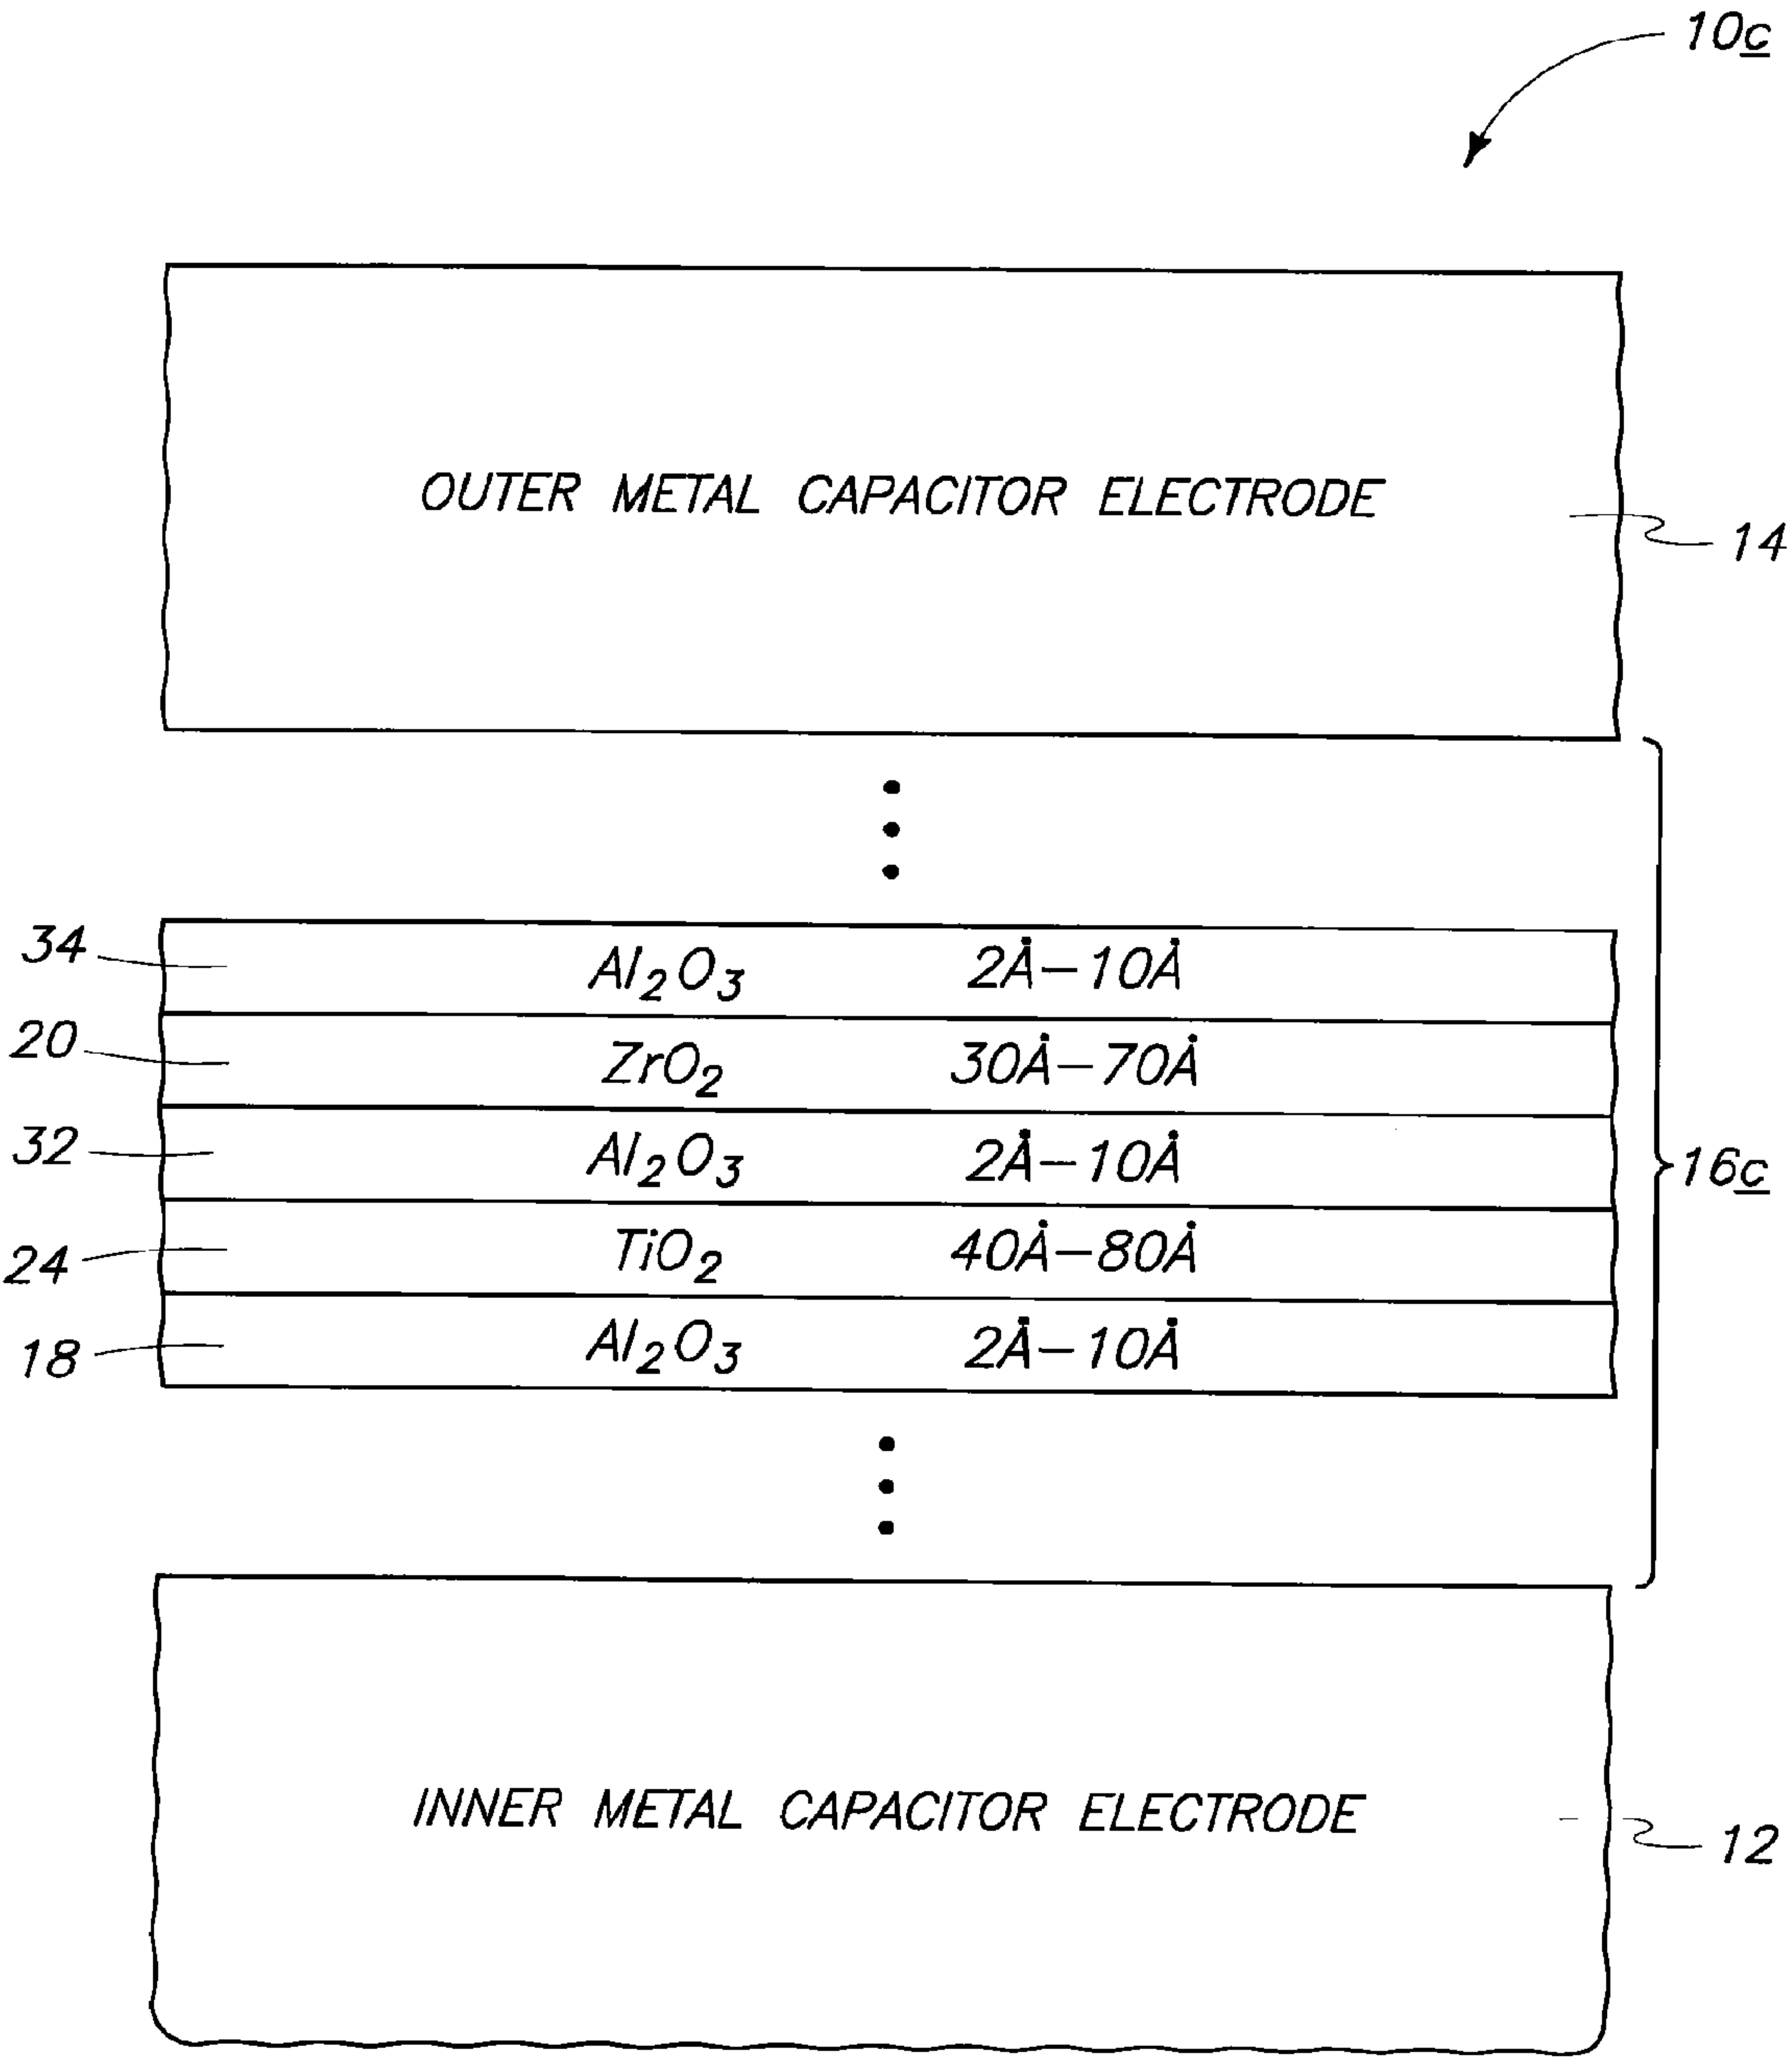 10c
OUTER METAL CAPACITOR ELECTRODE
14
34 Al₂O₃ 2Å–10Å
20 ZrO₂ 30Å–70Å
32 Al₂O₃ 2Å–10Å
16c
24 TiO₂ 40Å–80Å
18 Al₂O₃ 2Å–10Å
INNER METAL CAPACITOR ELECTRODE
12